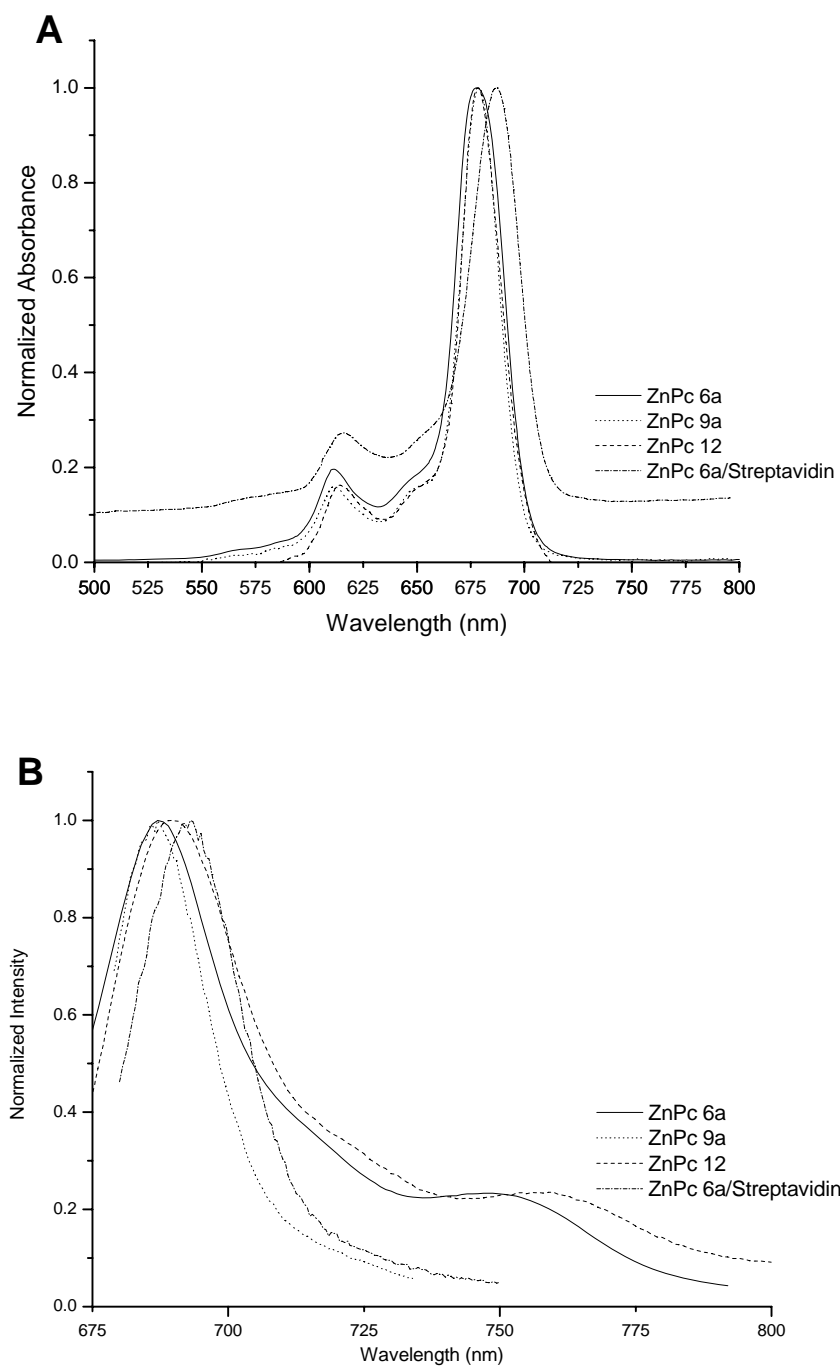 A
Normalized Absorbance
1.0
0.8
0.6
0.4
0.2
0.0
500 525 550 575 600 625 650 675 700 725 750 775 800
Wavelength (nm)
ZnPc 6a
ZnPc 9a
ZnPc 12
ZnPc 6a/Streptavidin
B
Normalized Intensity
1.0
0.8
0.6
0.4
0.2
0.0
675 700 725 750 775 800
Wavelength (nm)
ZnPc 6a
ZnPc 9a
ZnPc 12
ZnPc 6a/Streptavidin